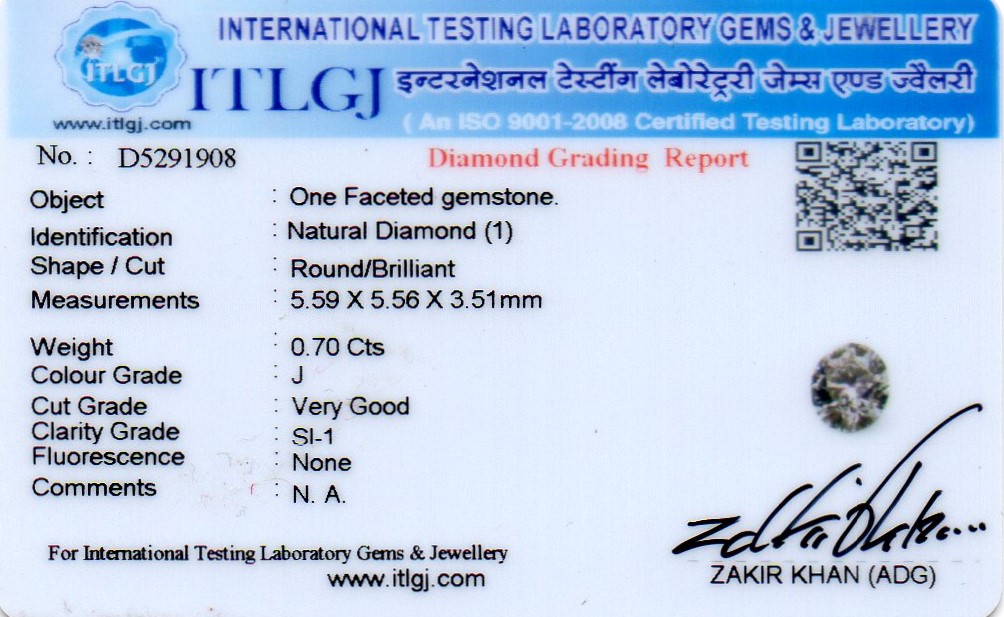 INTERNATIONAL TESTING LABORATORY GEMS & JEWELLERY
ITLGJ
ITLGJ
इन्टरनेशनल टेस्टींग लेबोरेट्ररी जेम्स एण्ड ज्वैलरी
www.itlgj.com
( An ISO 9001-2008 Certified Testing Laboratory)
No. : D5291908
Diamond Grading Report
Object : One Faceted gemstone.
Identification : Natural Diamond (1)
Shape / Cut : Round/Brilliant
Measurements : 5.59 X 5.56 X 3.51mm
Weight : 0.70 Cts
Colour Grade : J
Cut Grade : Very Good
Clarity Grade : SI-1
Fluorescence : None
Comments : N. A.
For International Testing Laboratory Gems & Jewellery
www.itlgj.com
ZAKIR KHAN (ADG)